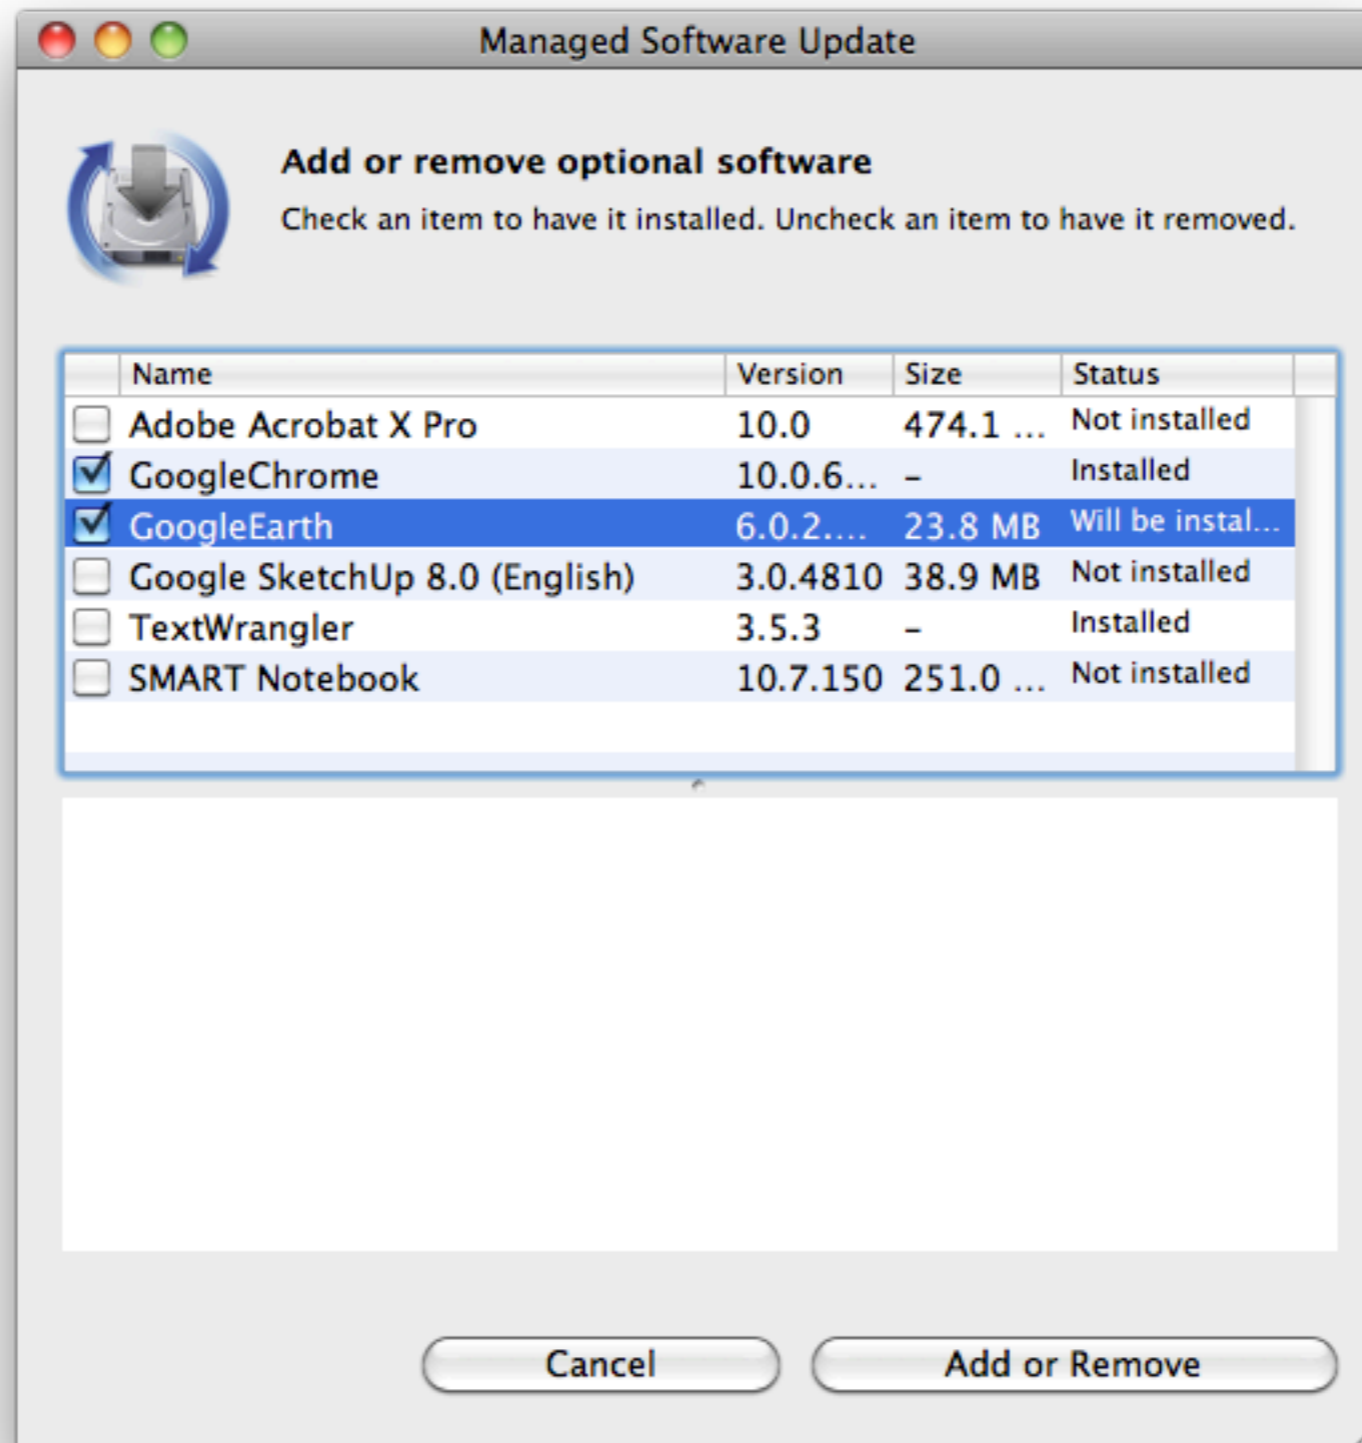 Managed Software Update
Add or remove optional software
Check an item to have it installed. Uncheck an item to have it removed.
Name Version Size Status
Adobe Acrobat X Pro 10.0 474.1 ... Not installed
GoogleChrome 10.0.6... – Installed
GoogleEarth 6.0.2.... 23.8 MB Will be instal...
Google SketchUp 8.0 (English) 3.0.4810 38.9 MB Not installed
TextWrangler 3.5.3 – Installed
SMART Notebook 10.7.150 251.0 ... Not installed
Cancel Add or Remove